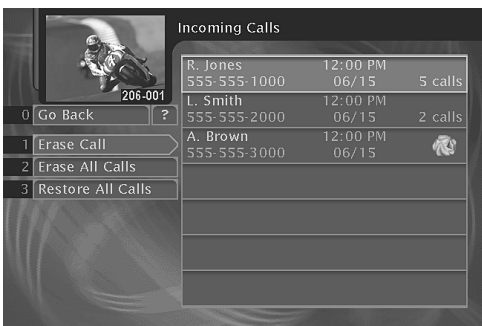 Incoming Calls
206-001
0 Go Back ?
1 Erase Call
2 Erase All Calls
3 Restore All Calls
R. Jones 12:00 PM
555-555-1000 06/15 5 calls
L. Smith 12:00 PM
555-555-2000 06/15 2 calls
A. Brown 12:00 PM
555-555-3000 06/15